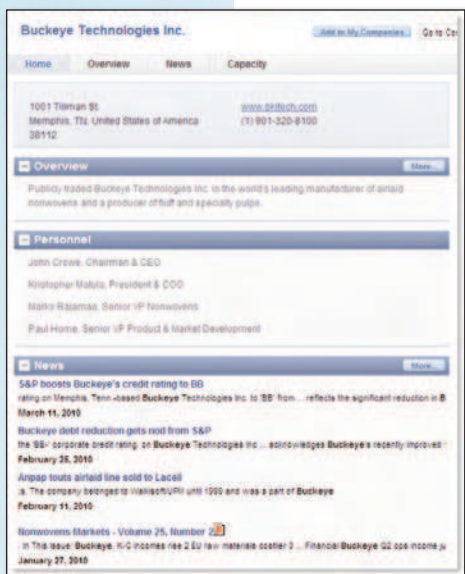 Buckeye Technologies Inc.
Add to My Companies
Go to
Home Overview News Capacity
1001 Tillman St.
Memphis, TN, United States of America
38112
www.bkitech.com
(1) 901-320-8100
Overview
More...
Publicly traded Buckeye Technologies Inc. is the world's leading manufacturer of airlaid
nonwovens and a producer of fluff and specialty pulps.
Personnel
John Crowe, Chairman & CEO
Kristopher Matula, President & COO
Marko Rajamaa, Senior VP Nonwovens
Paul Horne, Senior VP Product & Market Development
News
More...
S&P boosts Buckeye's credit rating to BB
rating on Memphis, Tenn.-based Buckeye Technologies Inc. to 'BB' from... reflects the significant reduction in B
March 11, 2010
Buckeye debt reduction gets nod from S&P
the 'BB-' corporate credit rating, on Buckeye Technologies Inc ... acknowledges Buckeye's recently improved
February 25, 2010
Anpap touts airlaid line sold to Lacell
:s. The company belonged to Walkisoft/UPM until 1999 and was a part of Buckeye
February 11, 2010
Nonwovens Markets - Volume 25, Number 2
. In This Issue: Buckeye, K-C incomes rise 2 EU raw materials costlier 3 ... Financial Buckeye Q2 ops income
January 27, 2010